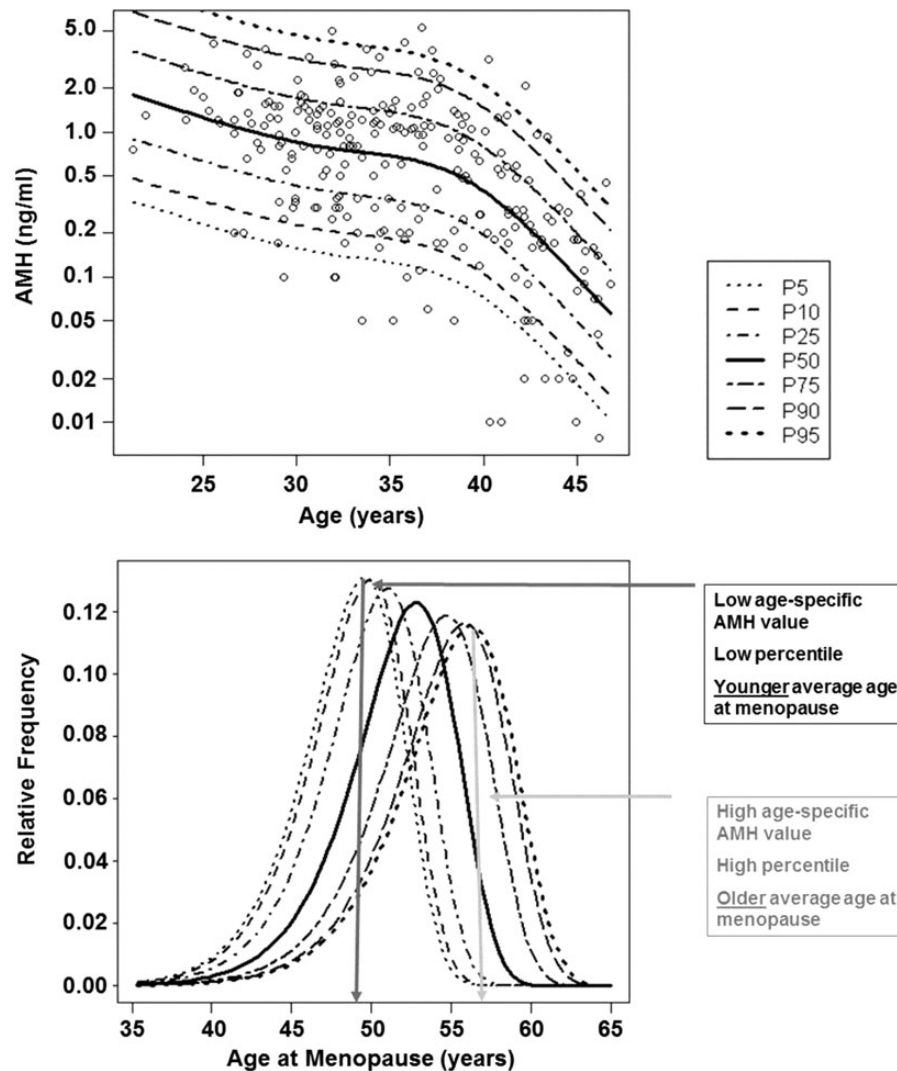 5.0
2.0
1.0
0.5
0.2
0.1
0.05
0.02
0.01
AMH (ng/ml)
25 30 35 40 45
Age (years)
P5
P10
P25
P50
P75
P90
P95
0.12
0.10
0.08
0.06
0.04
0.02
0.00
Relative Frequency
35 40 45 50 55 60 65
Age at Menopause (years)
Low age-specific
AMH value
Low percentile
Younger average age
at menopause
High age-specific
AMH value
High percentile
Older average age at
menopause